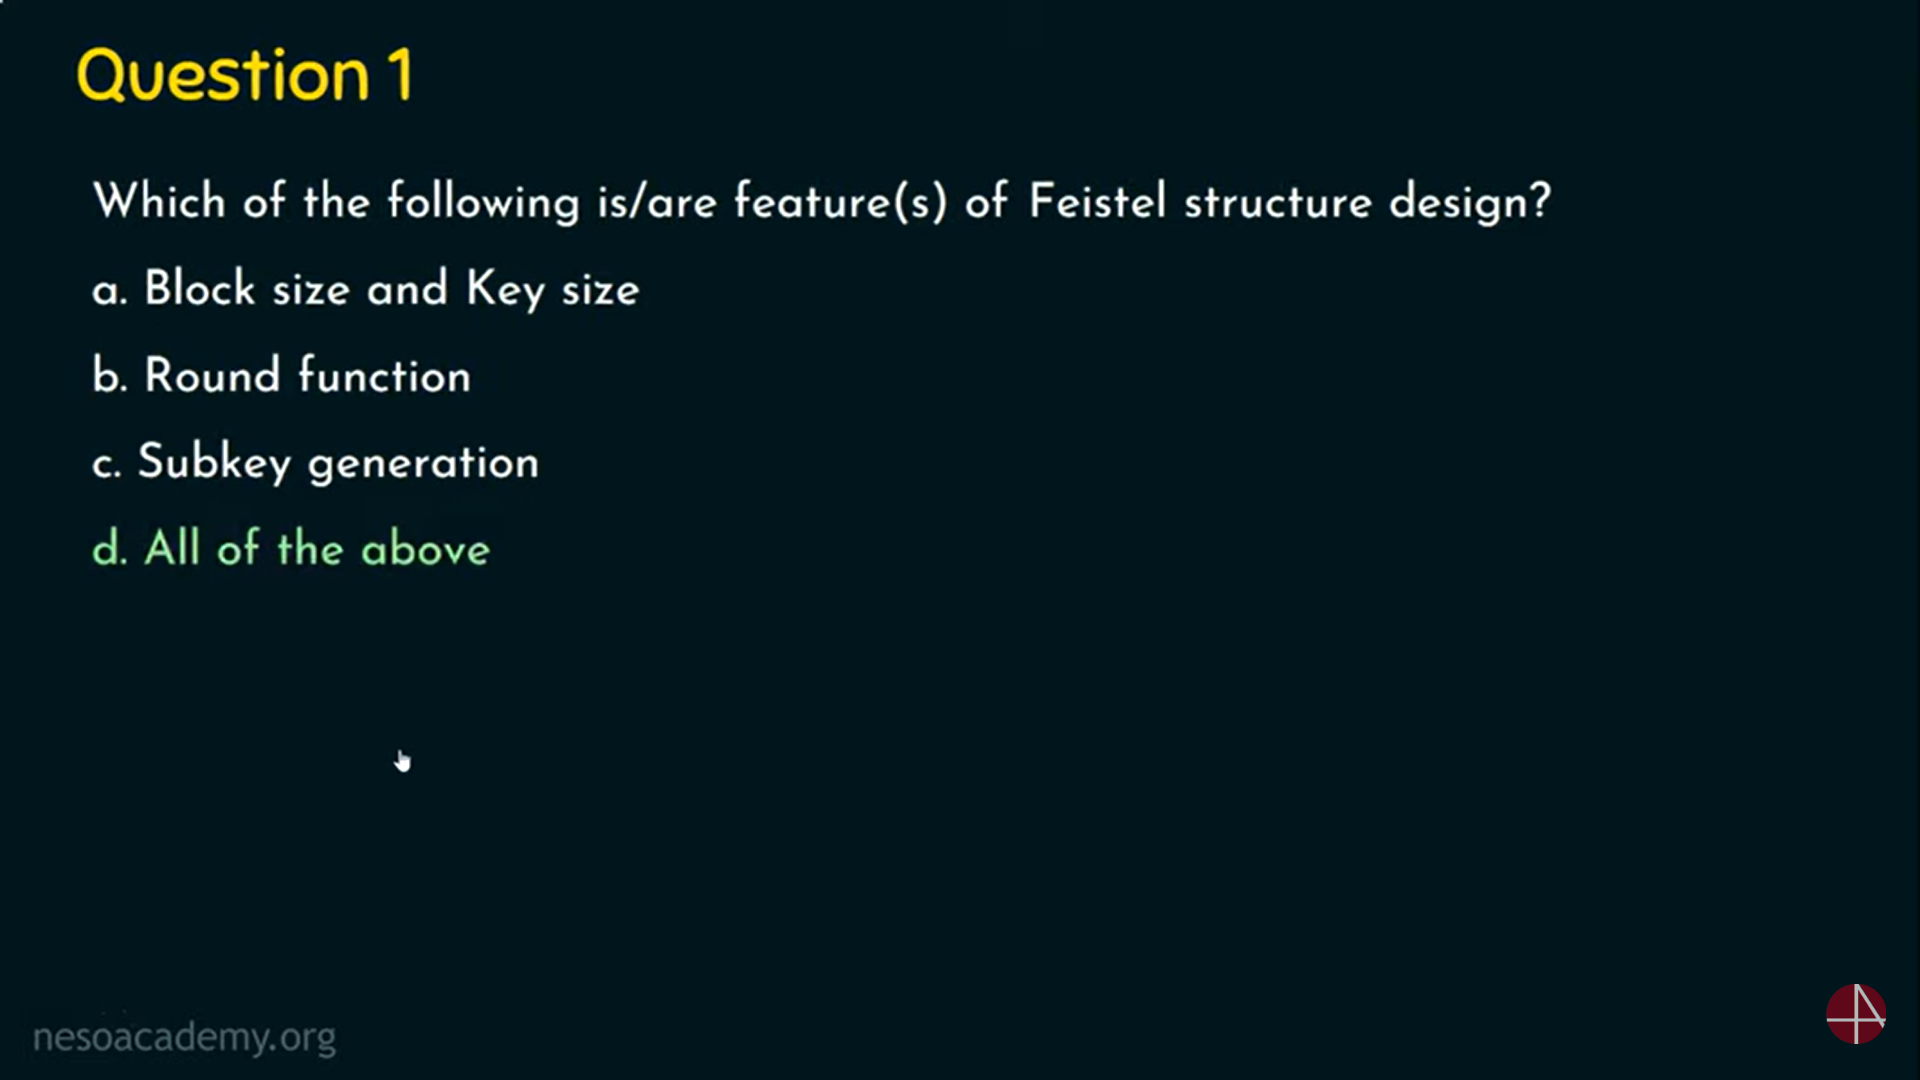 Question 1
Which of the following is/are feature(s) of Feistel structure design?
a. Block size and Key size
b. Round function
c. Subkey generation
d. All of the above
nesoacademy.org